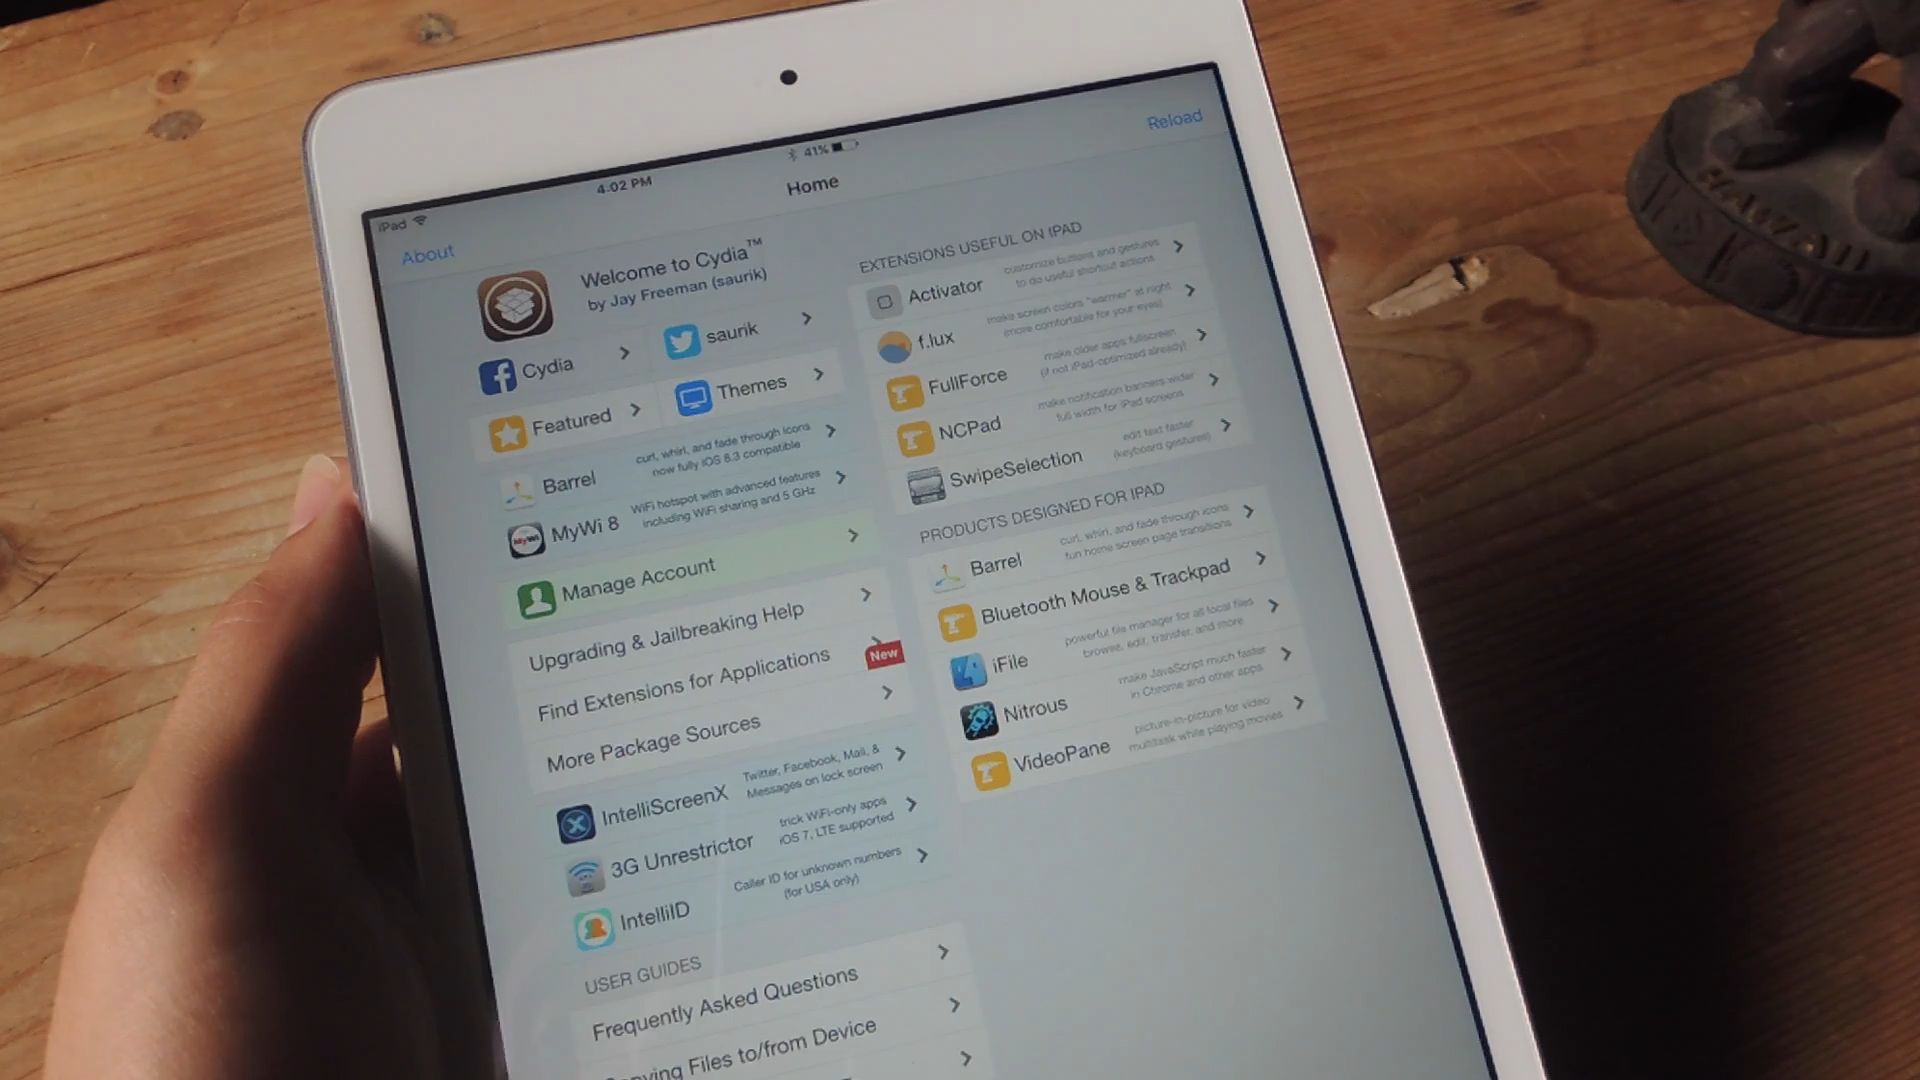 iPad
4:02 PM
41%
About
Home
Reload
Welcome to Cydia™
by Jay Freeman (saurik)
Cydia
saurik
Featured
Themes
Barrel
curl, whirl, and fade through icons
now fully iOS 8.3 compatible
MyWi 8
WiFi hotspot with advanced features
including WiFi sharing and 5 GHz
Manage Account
Upgrading & Jailbreaking Help
Find Extensions for Applications
New
More Package Sources
IntelliScreenX
Twitter, Facebook, Mail, &
Messages on lock screen
3G Unrestrictor
trick WiFi-only apps
iOS 7, LTE supported
IntelliID
Caller ID for unknown numbers
(for USA only)
USER GUIDES
Frequently Asked Questions
Files to/from Device
EXTENSIONS USEFUL ON IPAD
Activator
customize buttons and gestures
to do useful shortcut actions
f.lux
make screen colors "warmer" at night
(more comfortable for your eyes!)
FullForce
make older apps fullscreen
(if not iPad-optimized already)
NCPad
make notification banners wider
full width for iPad screens
SwipeSelection
edit text faster
(keyboard gestures)
PRODUCTS DESIGNED FOR IPAD
Barrel
curl, whirl, and fade through icons
fun home screen page transitions
Bluetooth Mouse & Trackpad
iFile
powerful file manager for all local files
browse, edit, transfer, and more
Nitrous
make JavaScript much faster
in Chrome and other apps
VideoPane
picture-in-picture for video
multitask while playing movies
HAWAII